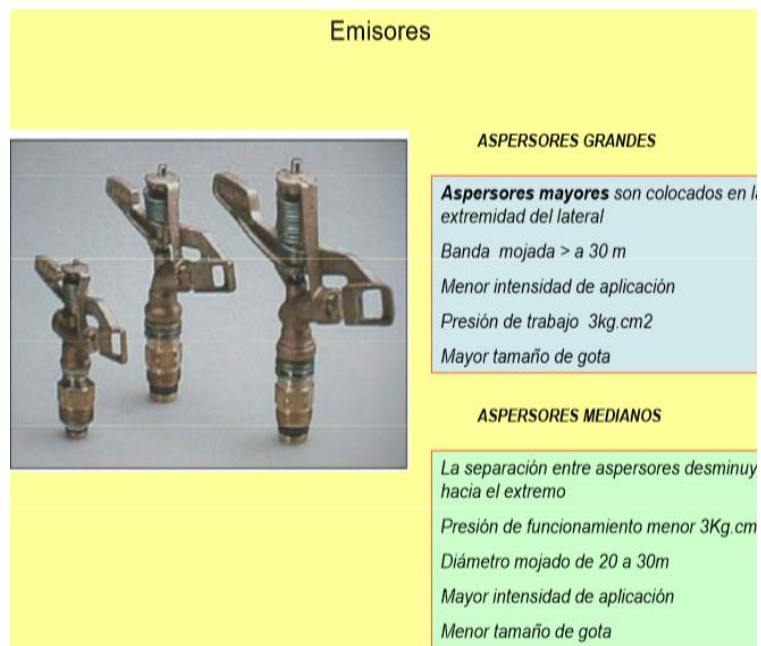 Emisores
ASPERSORES GRANDES
Aspersores mayores son colocados en la
extremidad del lateral
Banda mojada > a 30 m
Menor intensidad de aplicación
Presión de trabajo 3kg.cm2
Mayor tamaño de gota
ASPERSORES MEDIANOS
La separación entre aspersores desminuy
hacia el extremo
Presión de funcionamiento menor 3Kg.cm
Diámetro mojado de 20 a 30m
Mayor intensidad de aplicación
Menor tamaño de gota